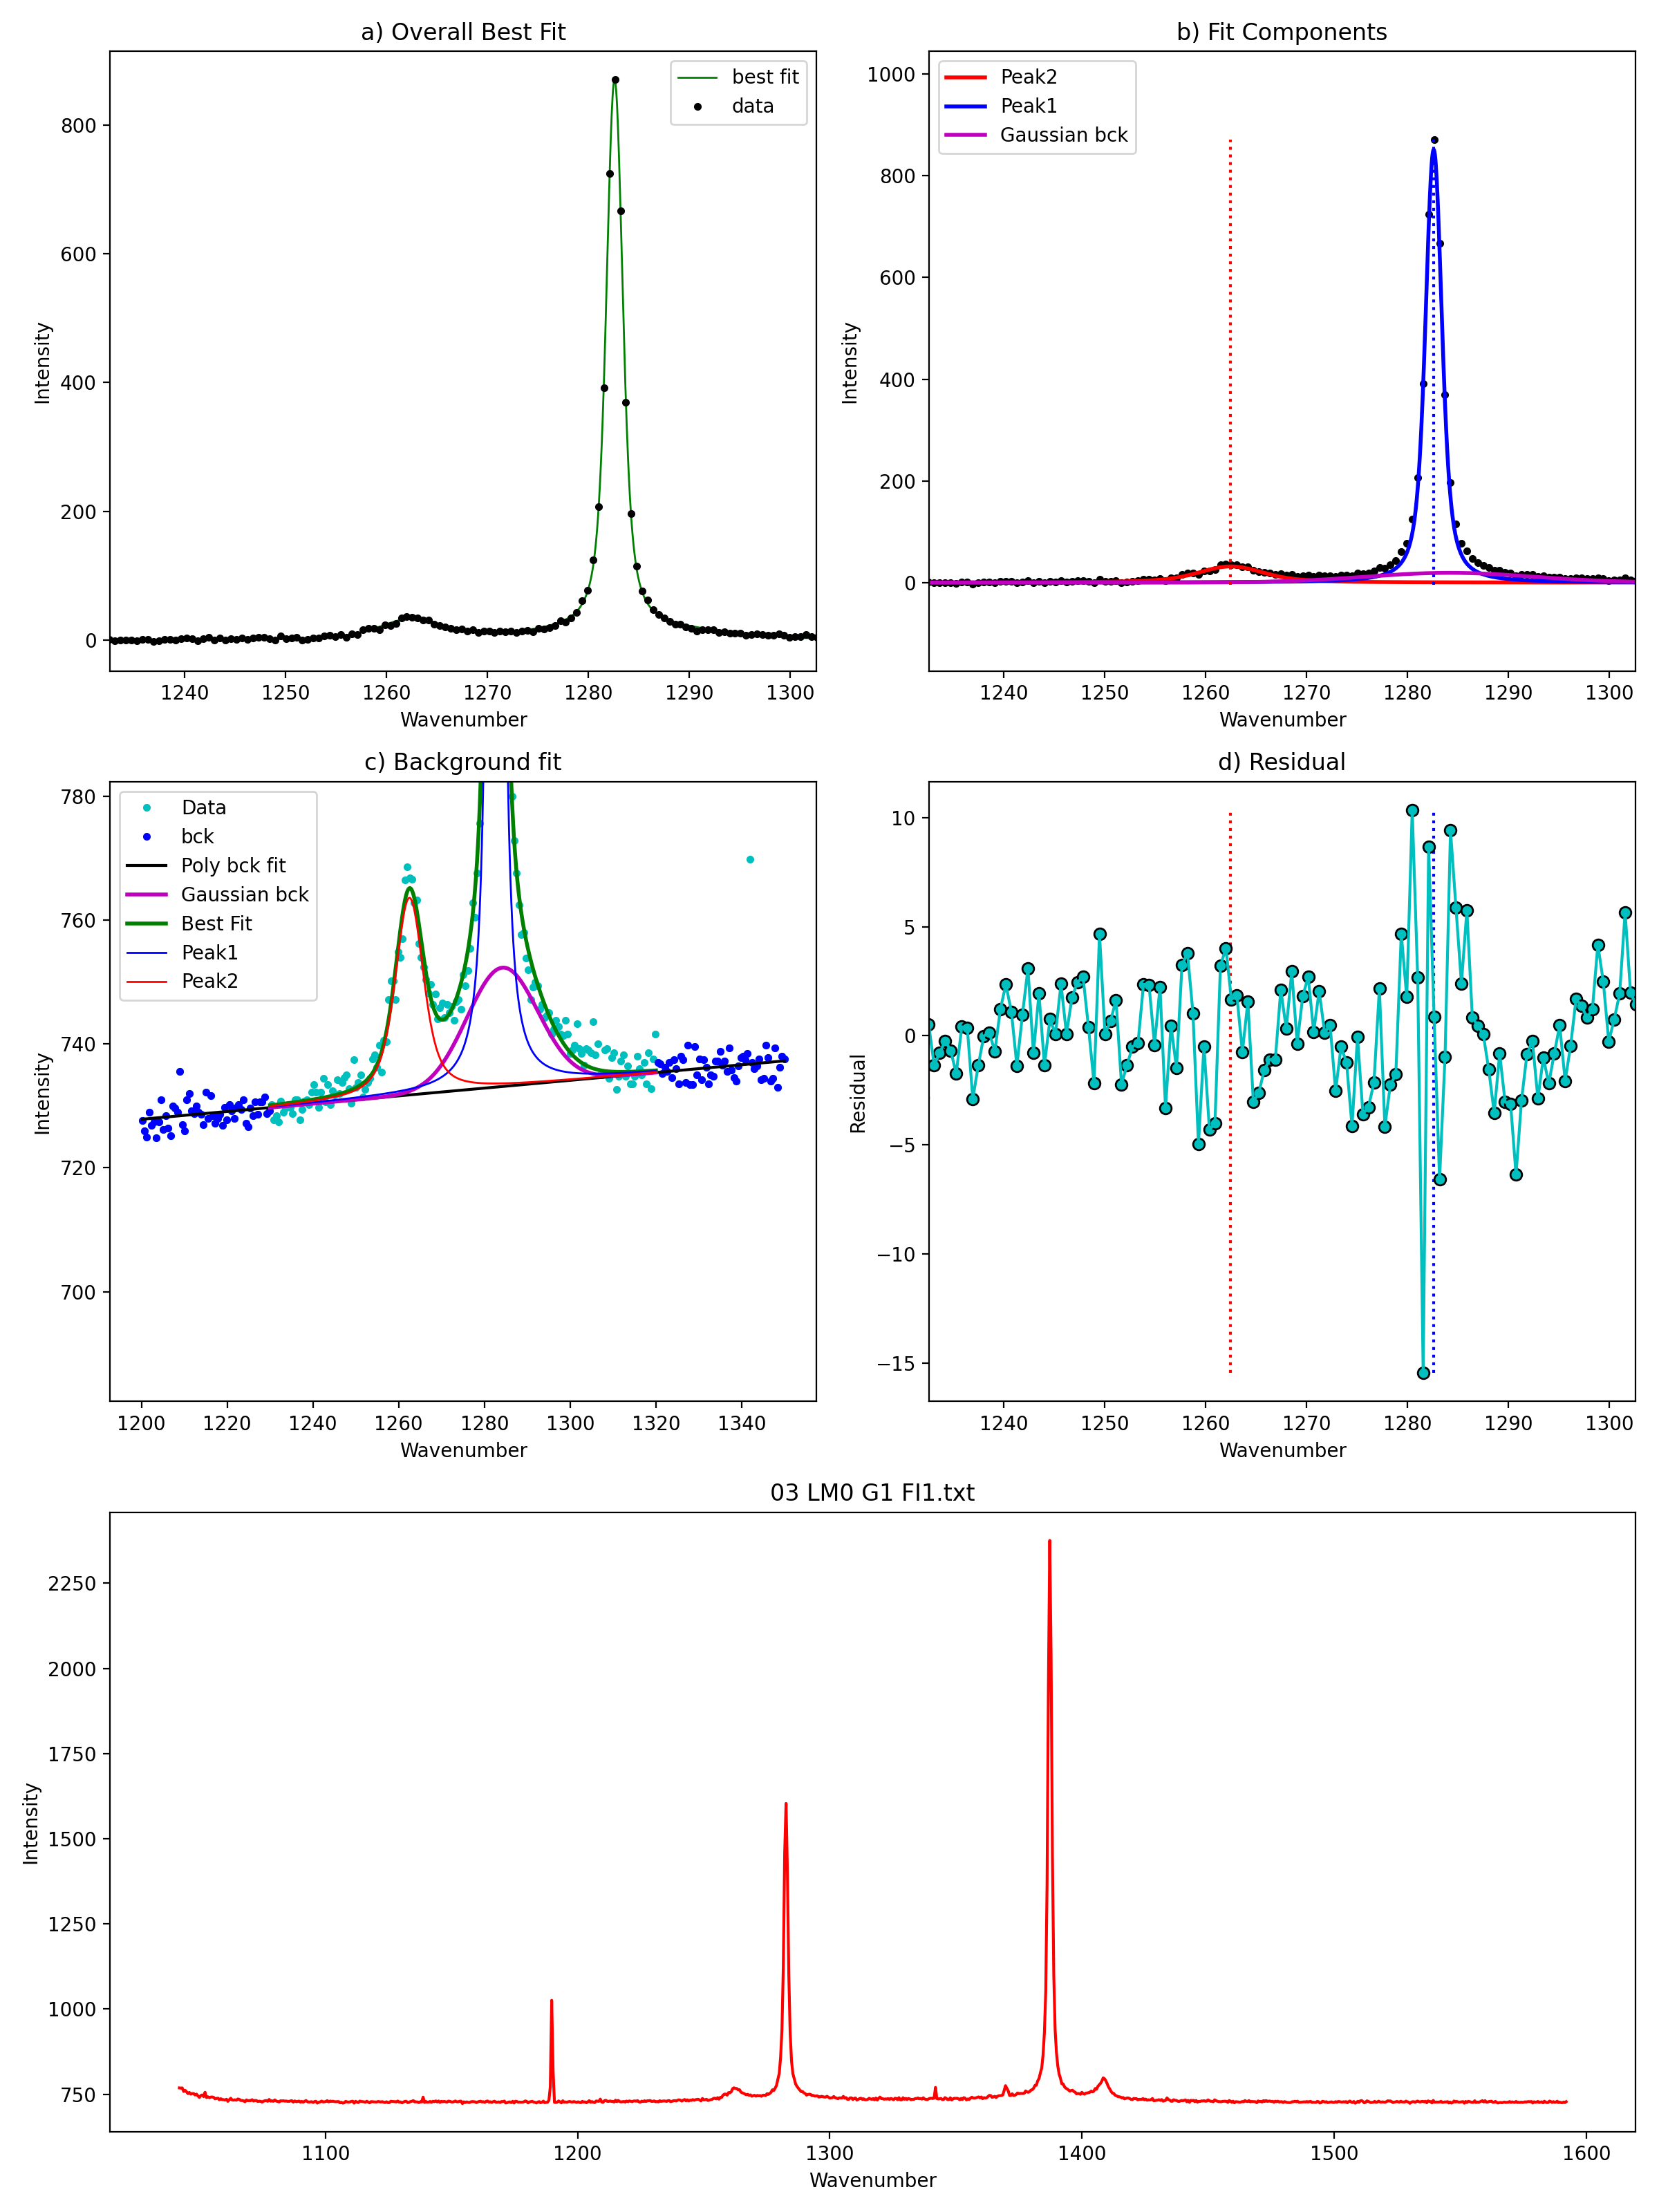 a) Overall Best Fit
best fit
data
800
600
400
200
0
1240 1250 1260 1270 1280 1290 1300
Intensity
Wavenumber
b) Fit Components
Peak2
Peak1
Gaussian bck
1000
800
600
400
200
0
1240 1250 1260 1270 1280 1290 1300
Intensity
Wavenumber
c) Background fit
Data
bck
Poly bck fit
Gaussian bck
Best Fit
Peak1
Peak2
780
760
740
720
700
1200 1220 1240 1260 1280 1300 1320 1340
Intensity
Wavenumber
d) Residual
10
5
0
−5
−10
−15
1240 1250 1260 1270 1280 1290 1300
Residual
Wavenumber
03 LM0 G1 FI1.txt
2250
2000
1750
1500
1250
1000
750
1100 1200 1300 1400 1500 1600
Intensity
Wavenumber